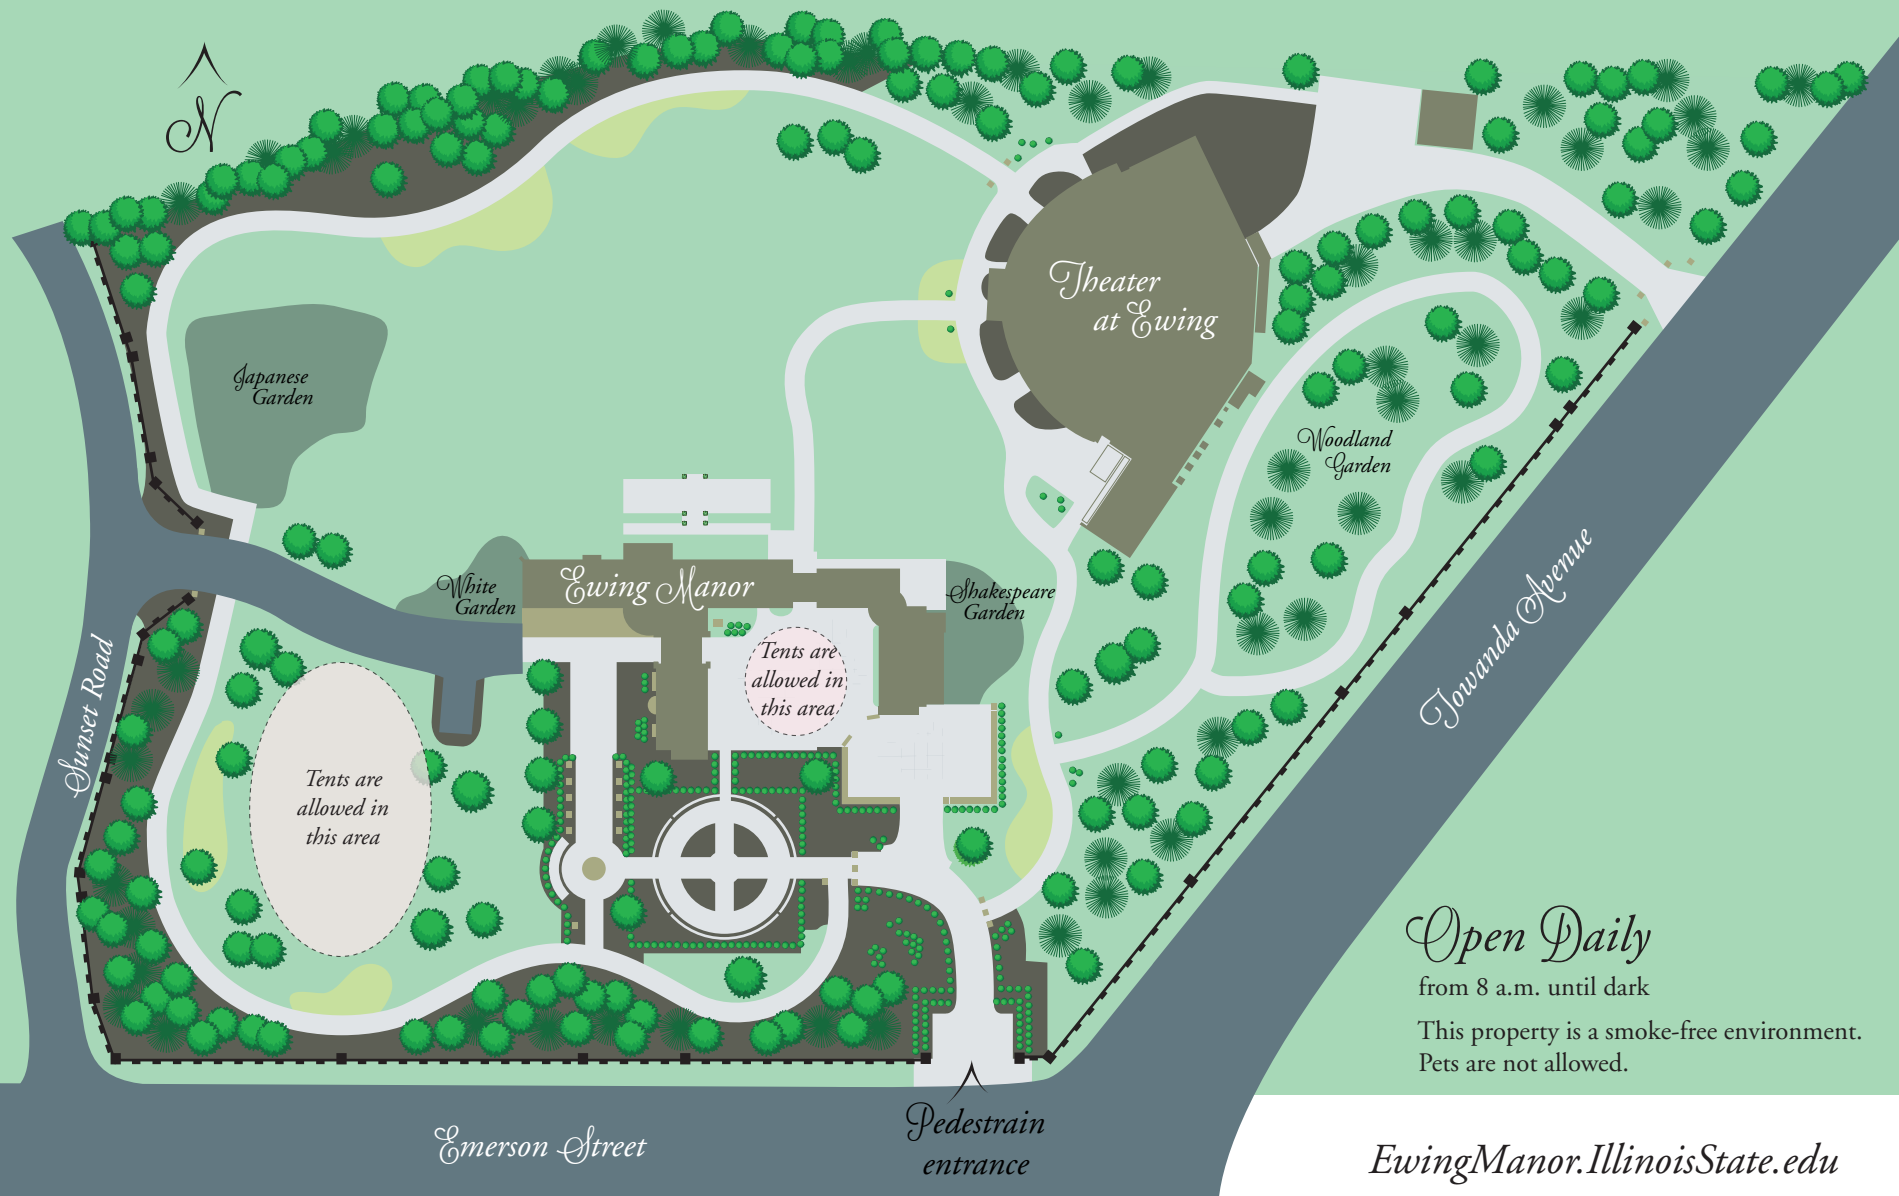 N
Theater
at Ewing
Japanese
Garden
Woodland
Garden
White
Garden
Ewing Manor
Shakespeare
Garden
Tents are
allowed in
this area
Tents are
allowed in
this area
Sunset Road
Towanda Avenue
Emerson Street
Pedestrain
entrance
Open Daily
from 8 a.m. until dark
This property is a smoke-free environment.
Pets are not allowed.
EwingManor.IllinoisState.edu